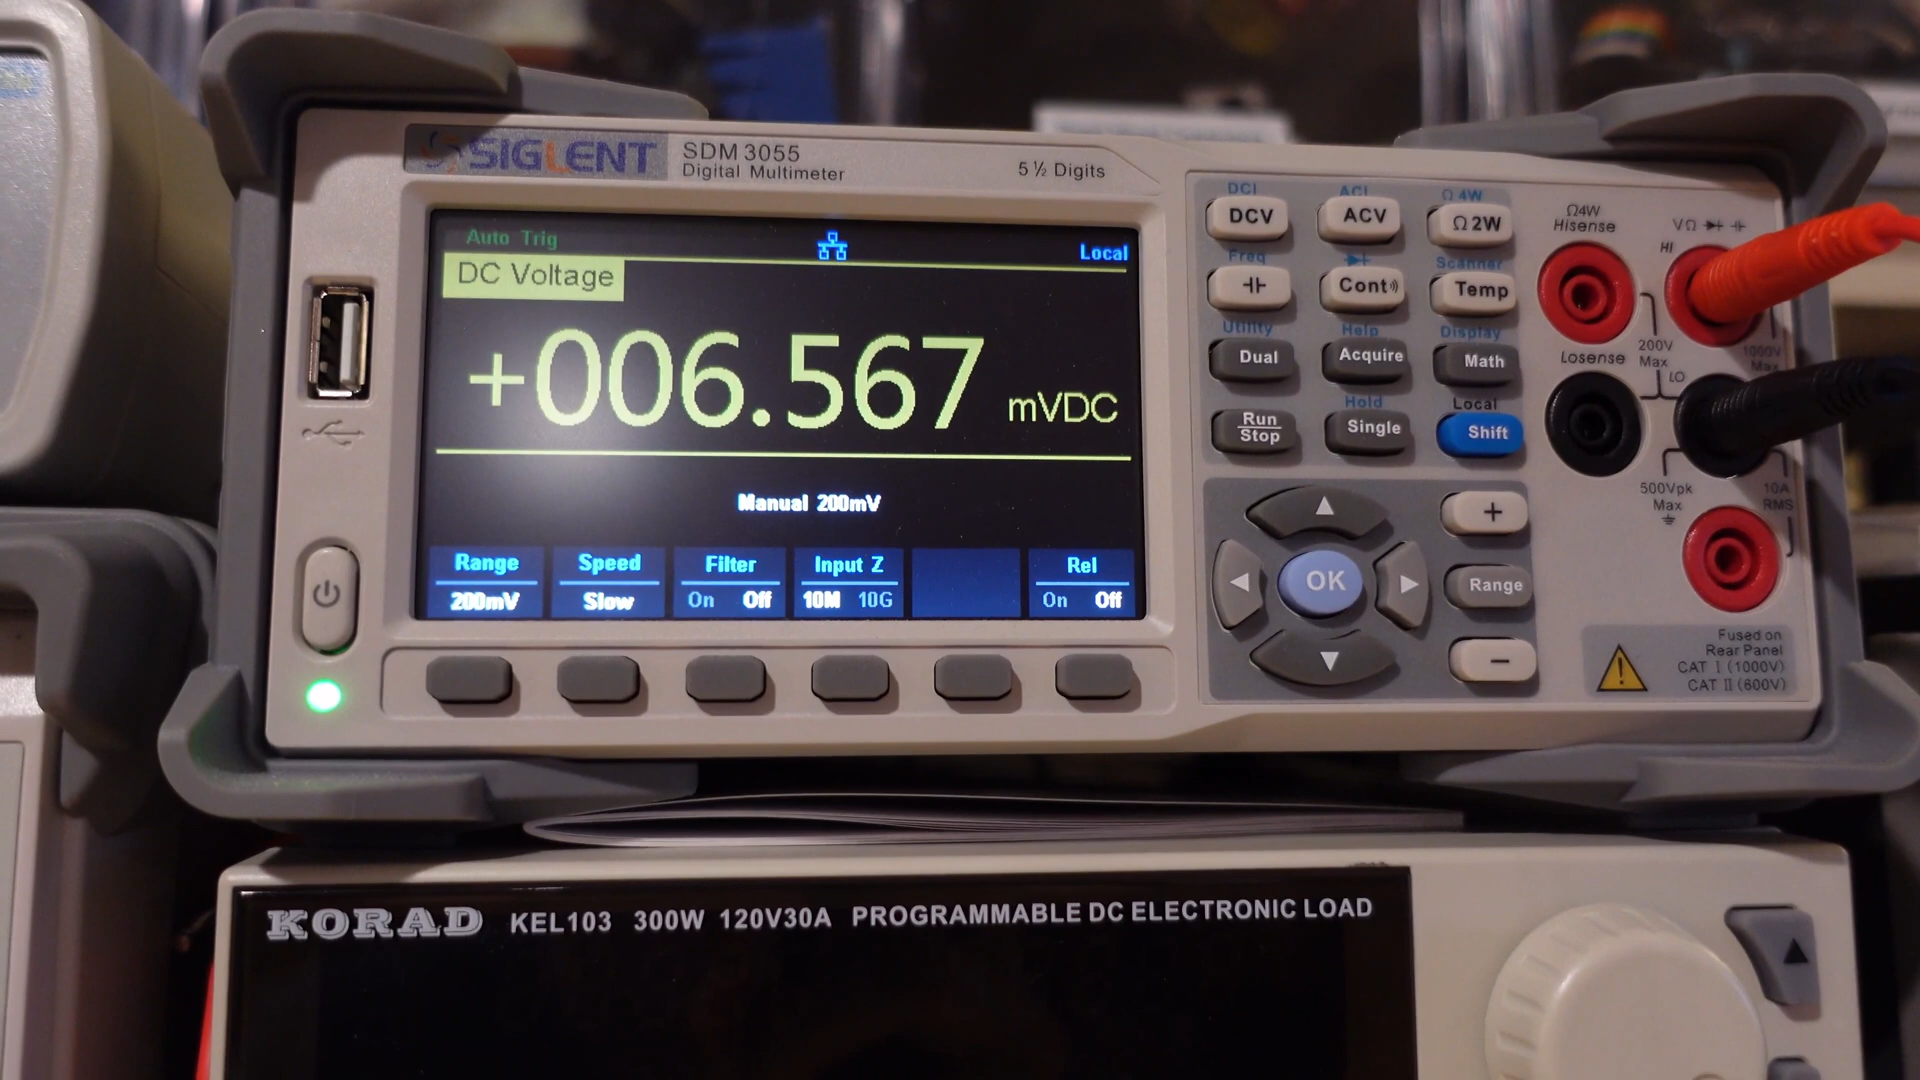 SIGLENT SDM 3055
Digital Multimeter
5 ½ Digits
Auto Trig
Local
DC Voltage
+006.567 mVDC
Manual 200mV
Range Speed Filter Input Z Rel
200mV Slow On Off 10M 10G On Off
DCI ACI Ω 4W
DCV ACV Ω 2W
Freq Scanner
Cont Temp
Utility Help Display
Dual Acquire Math
Hold Local
Run Stop Single Shift
+
OK Range
−
Ω4W
Hisense
VΩ
HI
200V
Max
1000V
Max
Losense
LO
500Vpk
Max
10A
RMS
Fused on
Rear Panel
CAT I (1000V)
CAT II (600V)
KORAD KEL103 300W 120V30A PROGRAMMABLE DC ELECTRONIC LOAD